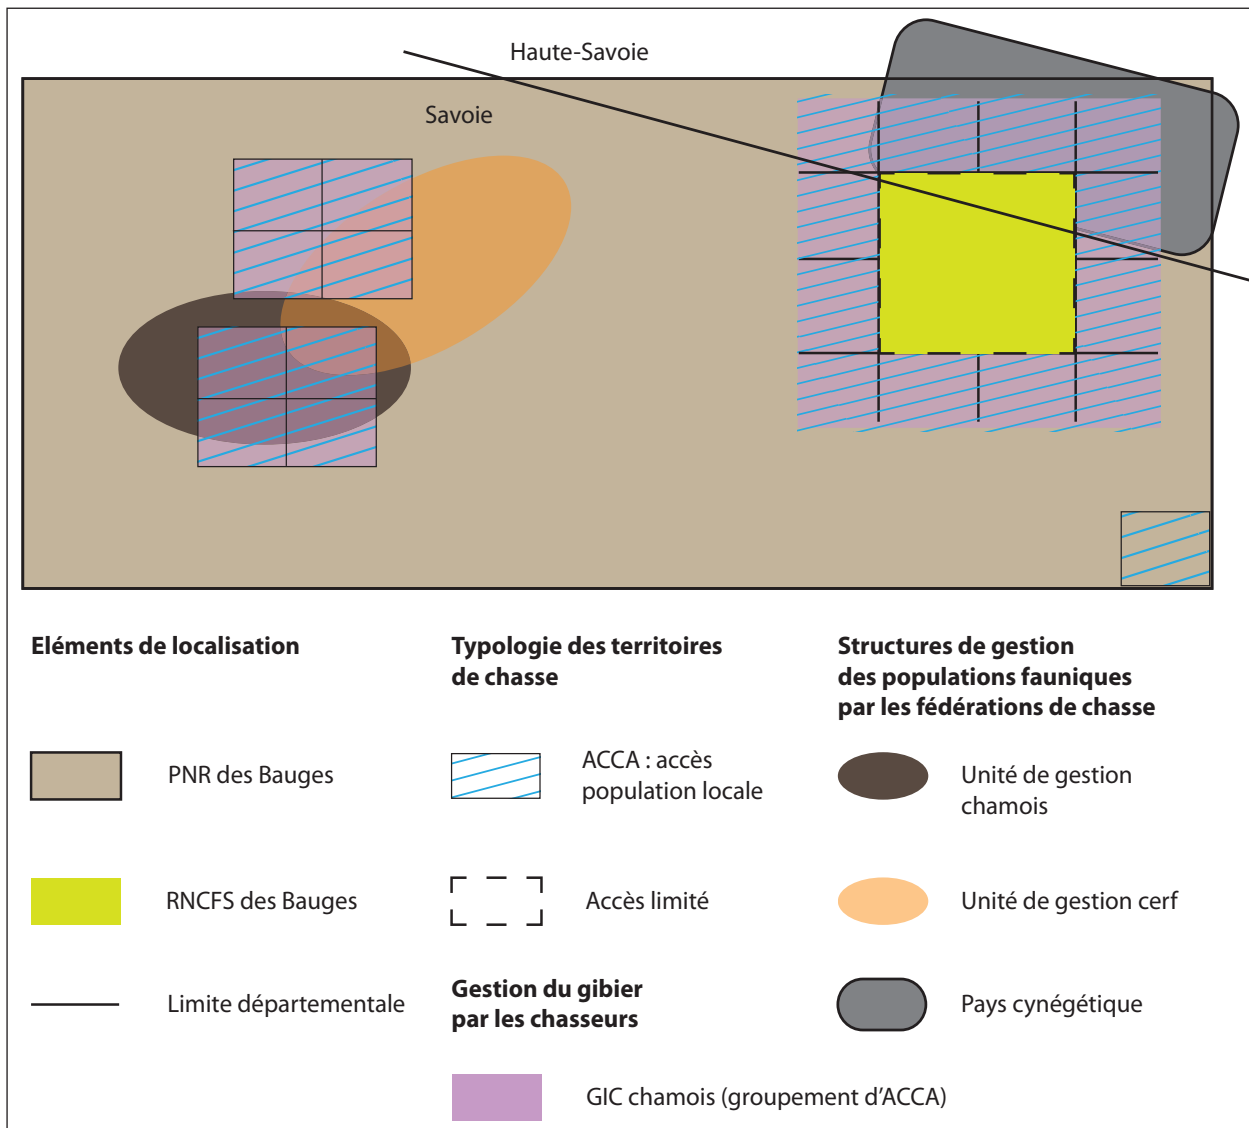 Haute-Savoie
Savoie
Eléments de localisation
PNR des Bauges
RNCFS des Bauges
Limite départementale
Typologie des territoires
de chasse
ACCA : accès
population locale
Accès limité
Gestion du gibier
par les chasseurs
GIC chamois (groupement d'ACCA)
Structures de gestion
des populations fauniques
par les fédérations de chasse
Unité de gestion
chamois
Unité de gestion cerf
Pays cynégétique